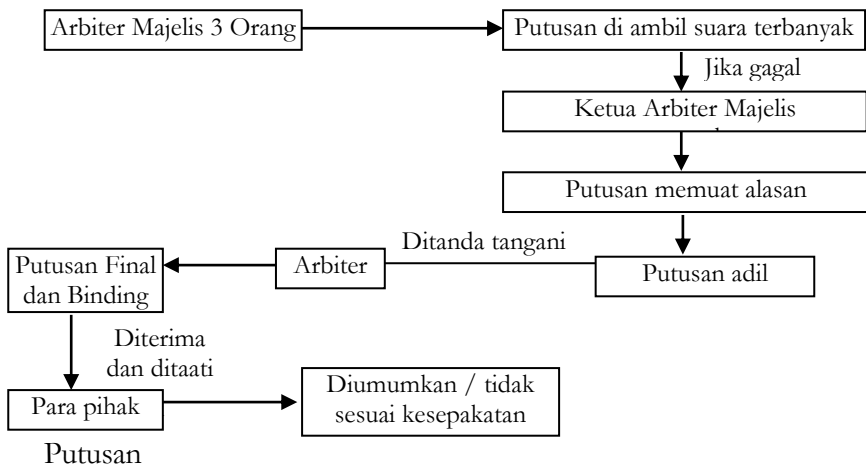 Arbiter Majelis 3 Orang
Putusan di ambil suara terbanyak
Jika gagal
Ketua Arbiter Majelis
Putusan memuat alasan
Ditanda tangani
Putusan adil
Arbiter
Putusan Final
dan Binding
Diterima
dan ditaati
Para pihak
Diumumkan / tidak
sesuai kesepakatan
Putusan